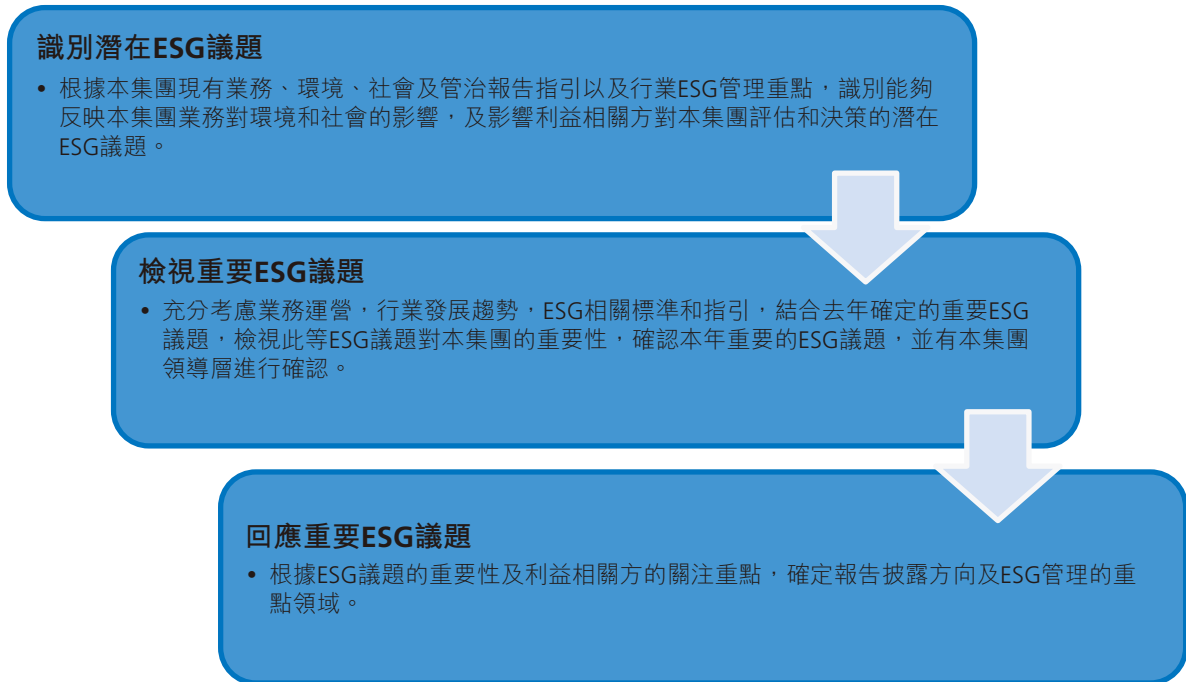 識別潛在ESG議題
• 根據本集團現有業務、環境、社會及管治報告指引以及行業ESG管理重點，識別能夠
反映本集團業務對環境和社會的影響，及影響利益相關方對本集團評估和決策的潛在
ESG議題。
檢視重要ESG議題
• 充分考慮業務運營，行業發展趨勢，ESG相關標準和指引，結合去年確定的重要ESG
議題，檢視此等ESG議題對本集團的重要性，確認本年重要的ESG議題，並有本集團
領導層進行確認。
回應重要ESG議題
• 根據ESG議題的重要性及利益相關方的關注重點，確定報告披露方向及ESG管理的重
點領域。